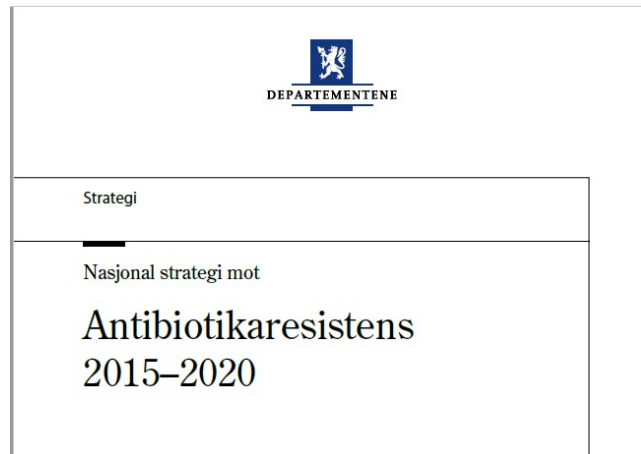 DEPARTEMENTENE
Strategi
Nasjonal strategi mot
Antibiotikaresistens
2015–2020